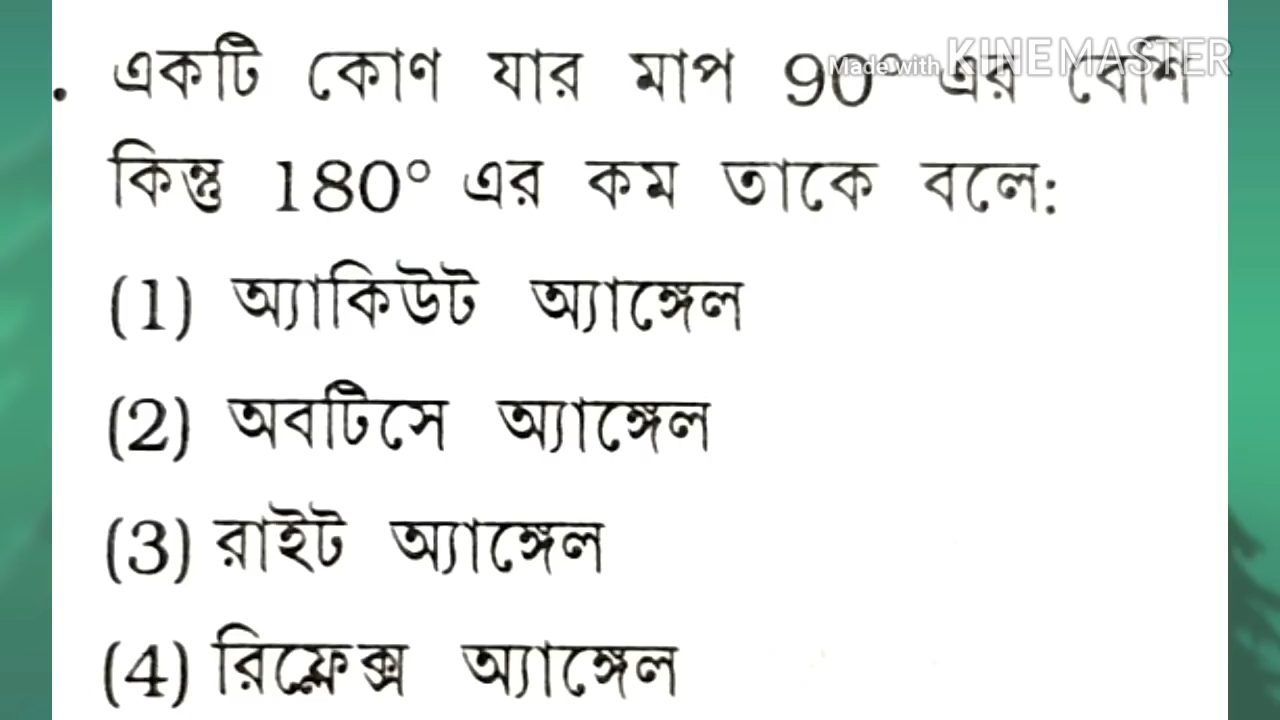 . একটি কোণ যার মাপ 90° এর বেশি
Made with KINEMASTER
কিন্তু 180° এর কম তাকে বলে:
(1) অ্যাকিউট অ্যাঙ্গেল
(2) অবটিসে অ্যাঙ্গেল
(3) রাইট অ্যাঙ্গেল
(4) রিফ্লেক্স অ্যাঙ্গেল